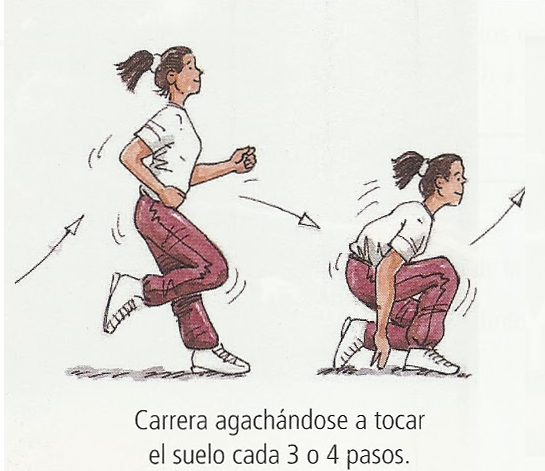 Carrera agachándose a tocar
el suelo cada 3 o 4 pasos.